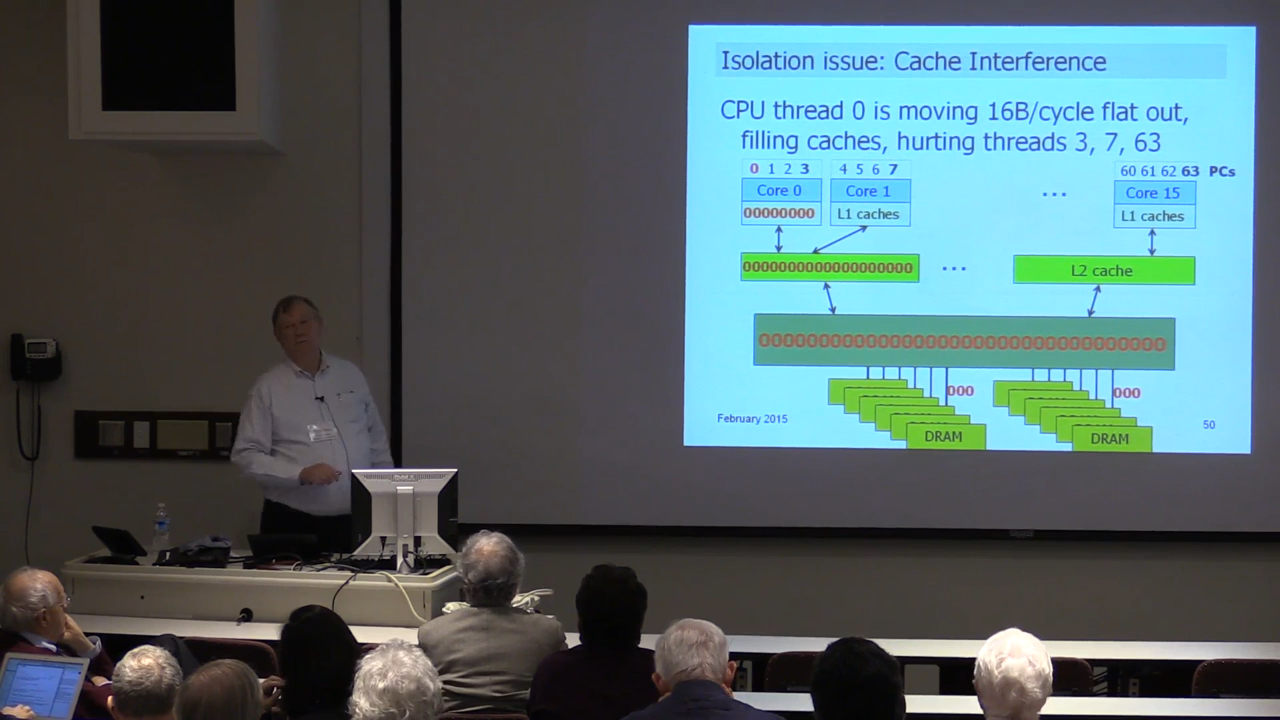 Isolation issue: Cache Interference
CPU thread 0 is moving 16B/cycle flat out,
filling caches, hurting threads 3, 7, 63
0 1 2 3 4 5 6 7 60 61 62 63 PCs
Core 0 Core 1 ... Core 15
00000000 L1 caches L1 caches
0000000000000000000 ... L2 cache
000000000000000000000000000000000000
000 000
DRAM DRAM
February 2015 50